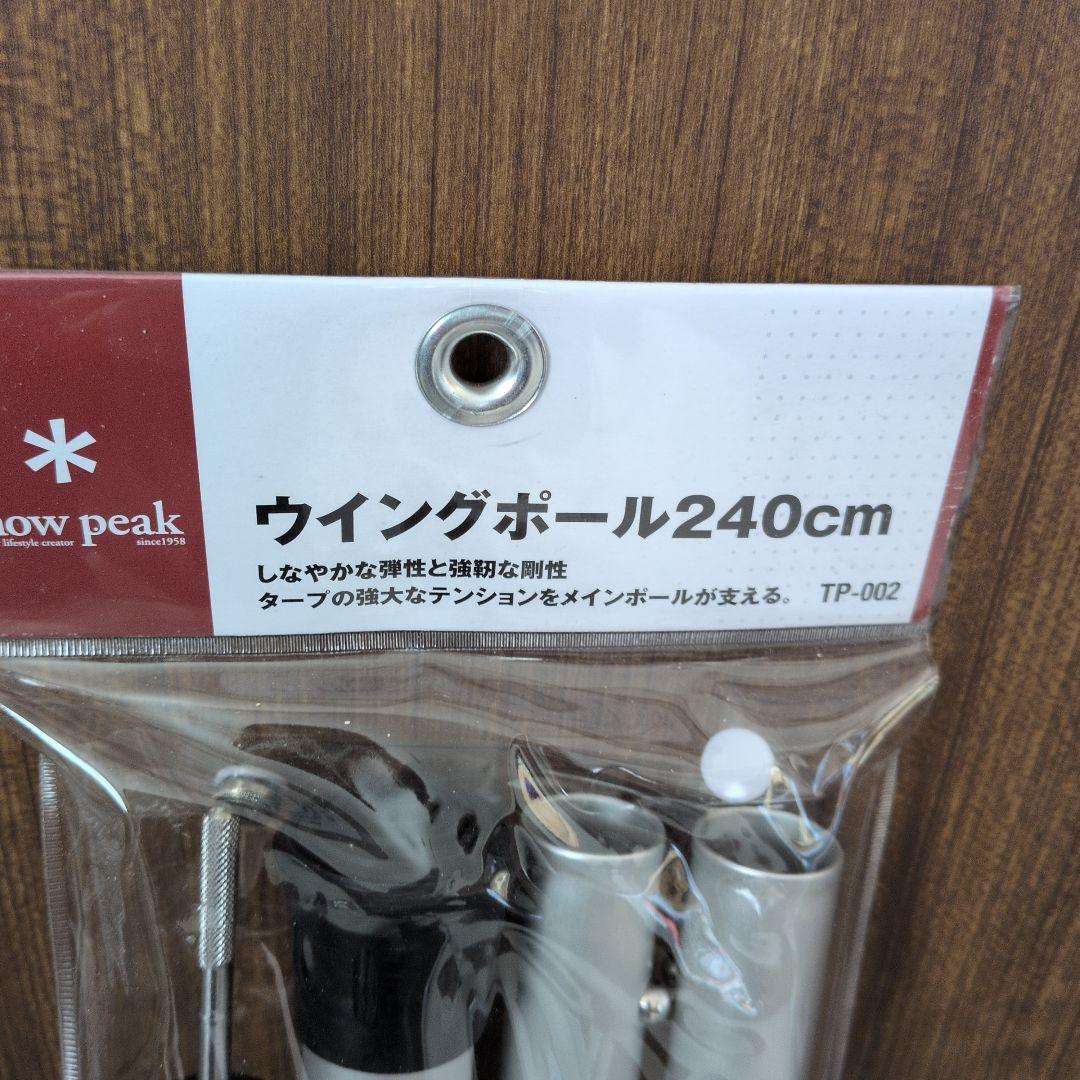 now peak
lifestyle creator
since1958
ウイングポール240cm
しなやかな弾性と強靭な剛性
タープの強大なテンションをメインポールが支える。 TP-002